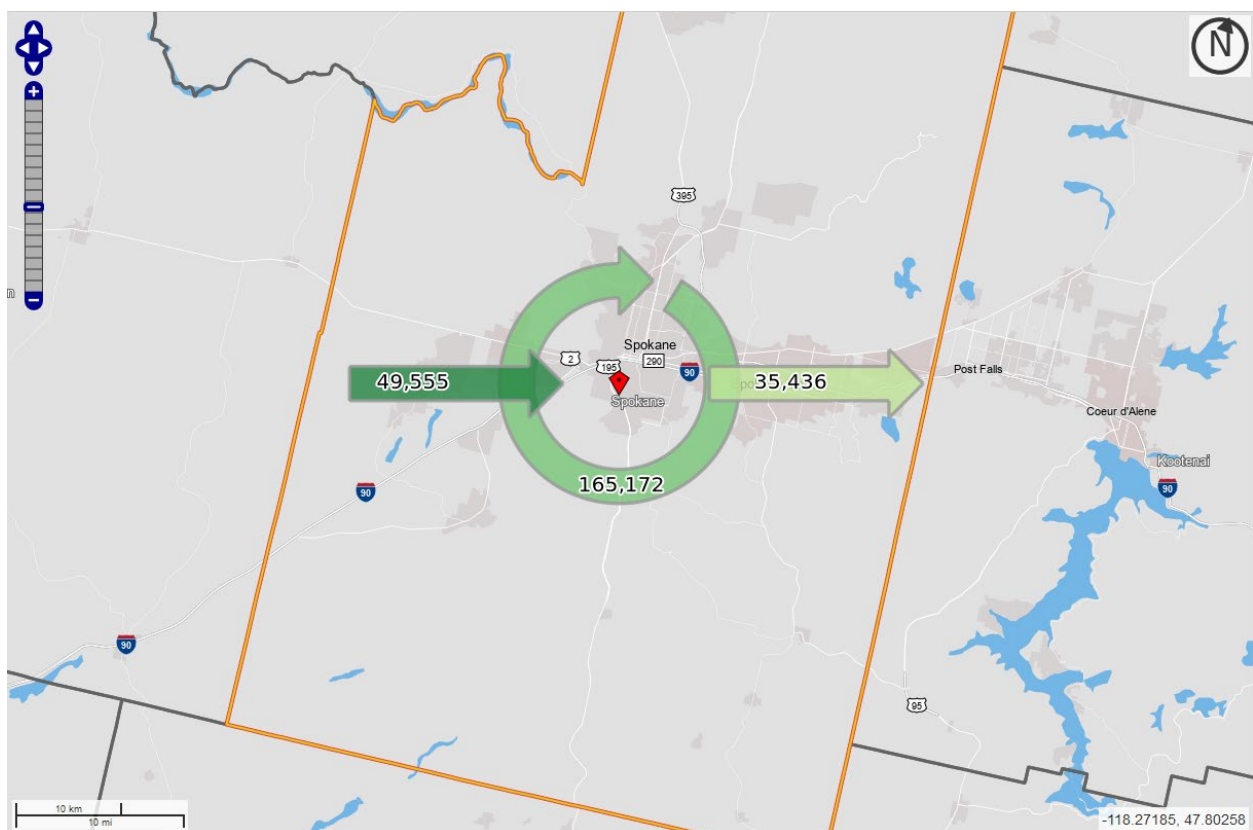 N
+
395
n
Spokane
2
195
290
90
Spokane
49,555
35,436
Post Falls
Coeur d'Alene
Kootenai
90
90
165,172
90
95
10 km
10 mi
-118.27185, 47.80258